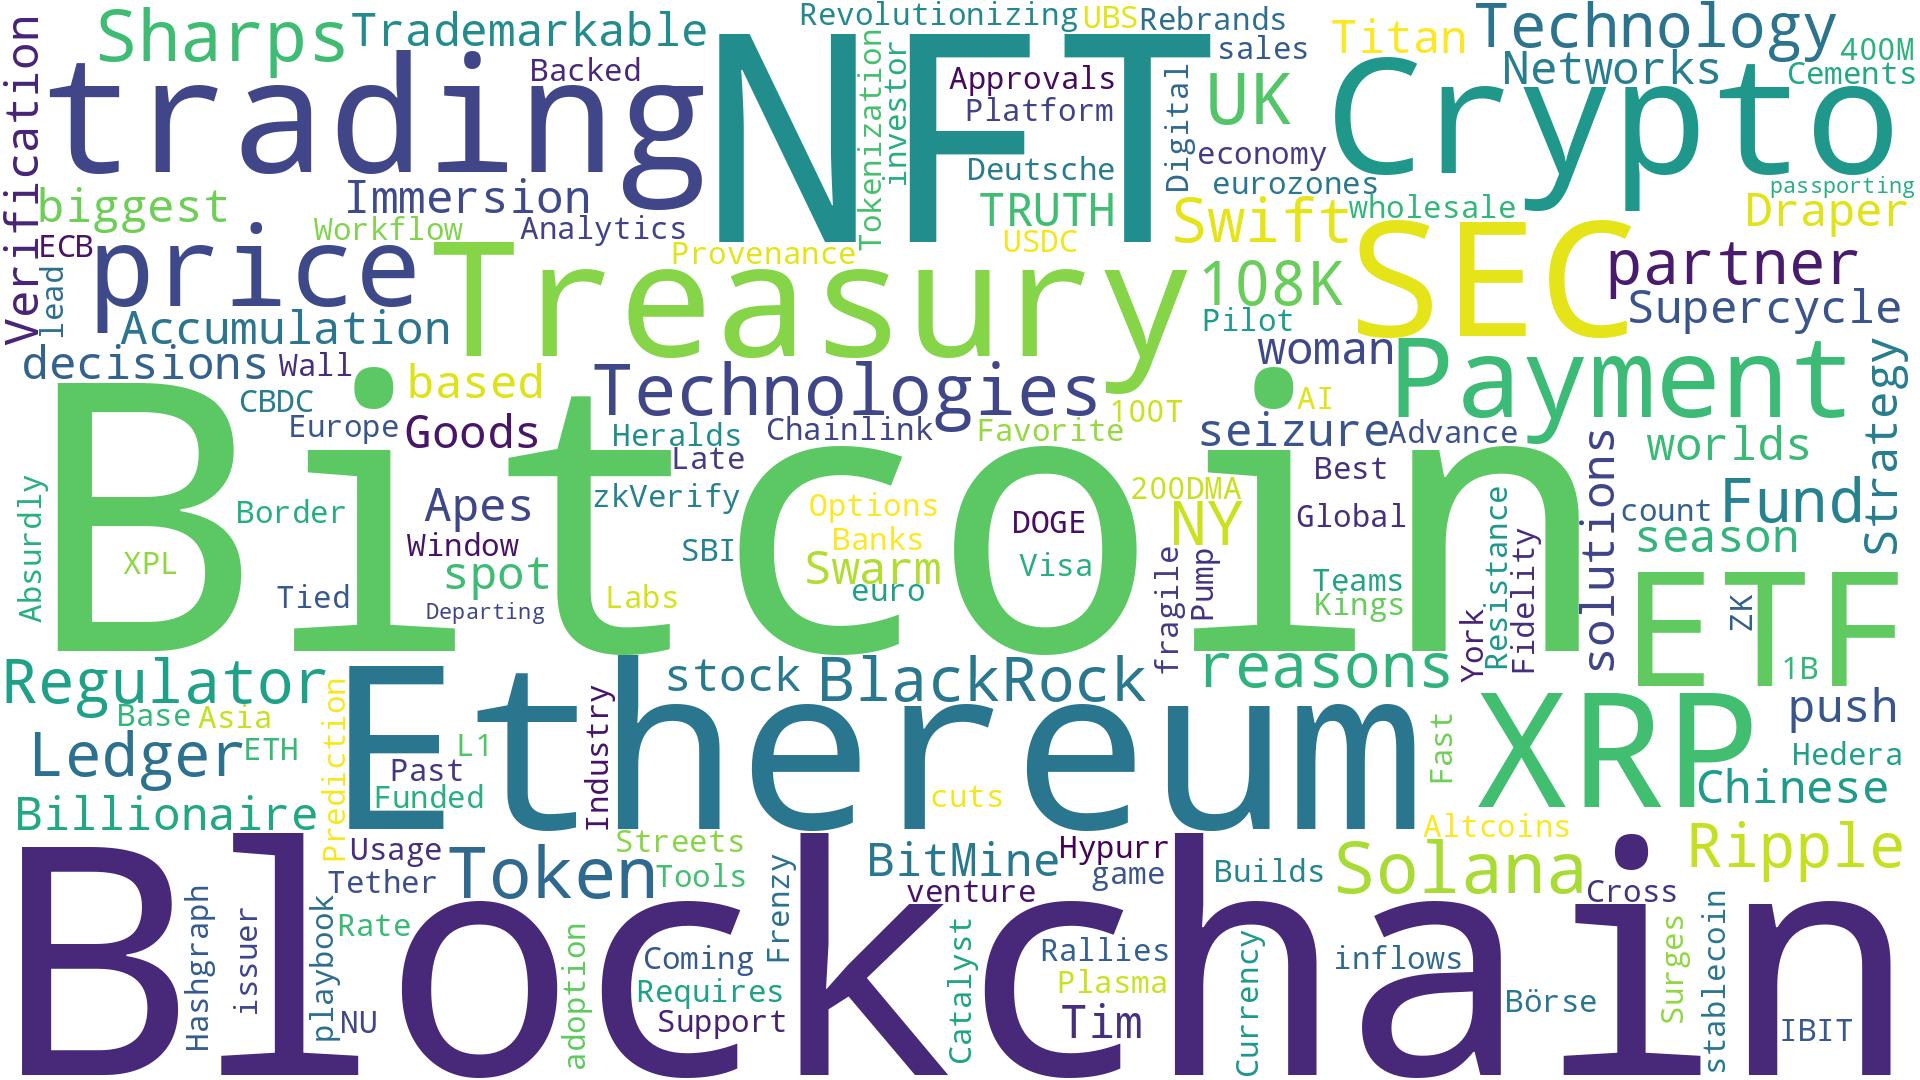 Sharps
Trademarkable
Revolutionizing
UBS
Rebrands
Titan
Technology
400M
Verification
trading
Backed
NFT
Tokenization
investor
Approvals
Platform
Deutsche
TRUTH
USDC
Digital
sales
UK
economy
eurozones
Crypto
Networks
Cements
passporting
biggest
Immersion
Workflow
Analytics
Provenance
Swift
wholesale
Draper
ECB
lead
price
Treasury
108K
Pilot
SEC
partner
Supercycle
Accumulation
decisions
Wall
based
Technologies
woman
Payment
strategy
CBDC
Europe
Goods
Heralds
Late
Chainlink
Favorite
100T
AI
seizure
Advance
worlds
Bitcoin
Absurdly
XPL
Border
Tied
Apes
Window
spot
Departing
zkVerify
SBI
Labs
Options
Banks
Swarm
euro
DOGE
Visa
200DMA
NY
fragile
Pump
Best
Global
Teams
Kings
York
Resistance
Fidelity
solutions
count
Fund
season
ETF
ZK
1B
Regulator
Base
Asia
Ledger
ETH
Billionaire
Prediction
Ethereum
L1
Past
Funded
Industry
stock
BlackRock
reasons
cuts
Fast
XRP
push
Hedera
Chinese
Usage
Tether
Token
Streets
Tools
Frenzy
BitMine
venture
Hypurr
game
Builds
Altcoins
Solana
Cross
Ripple
Blockchain
Hashgraph
issuer
playbook
NU
Rate
adoption
Coming
Requires
Support
Catalyst
Rallies
Plasma
Tim
Currency
inflows
Börse
Surges
stablecoin
IBIT